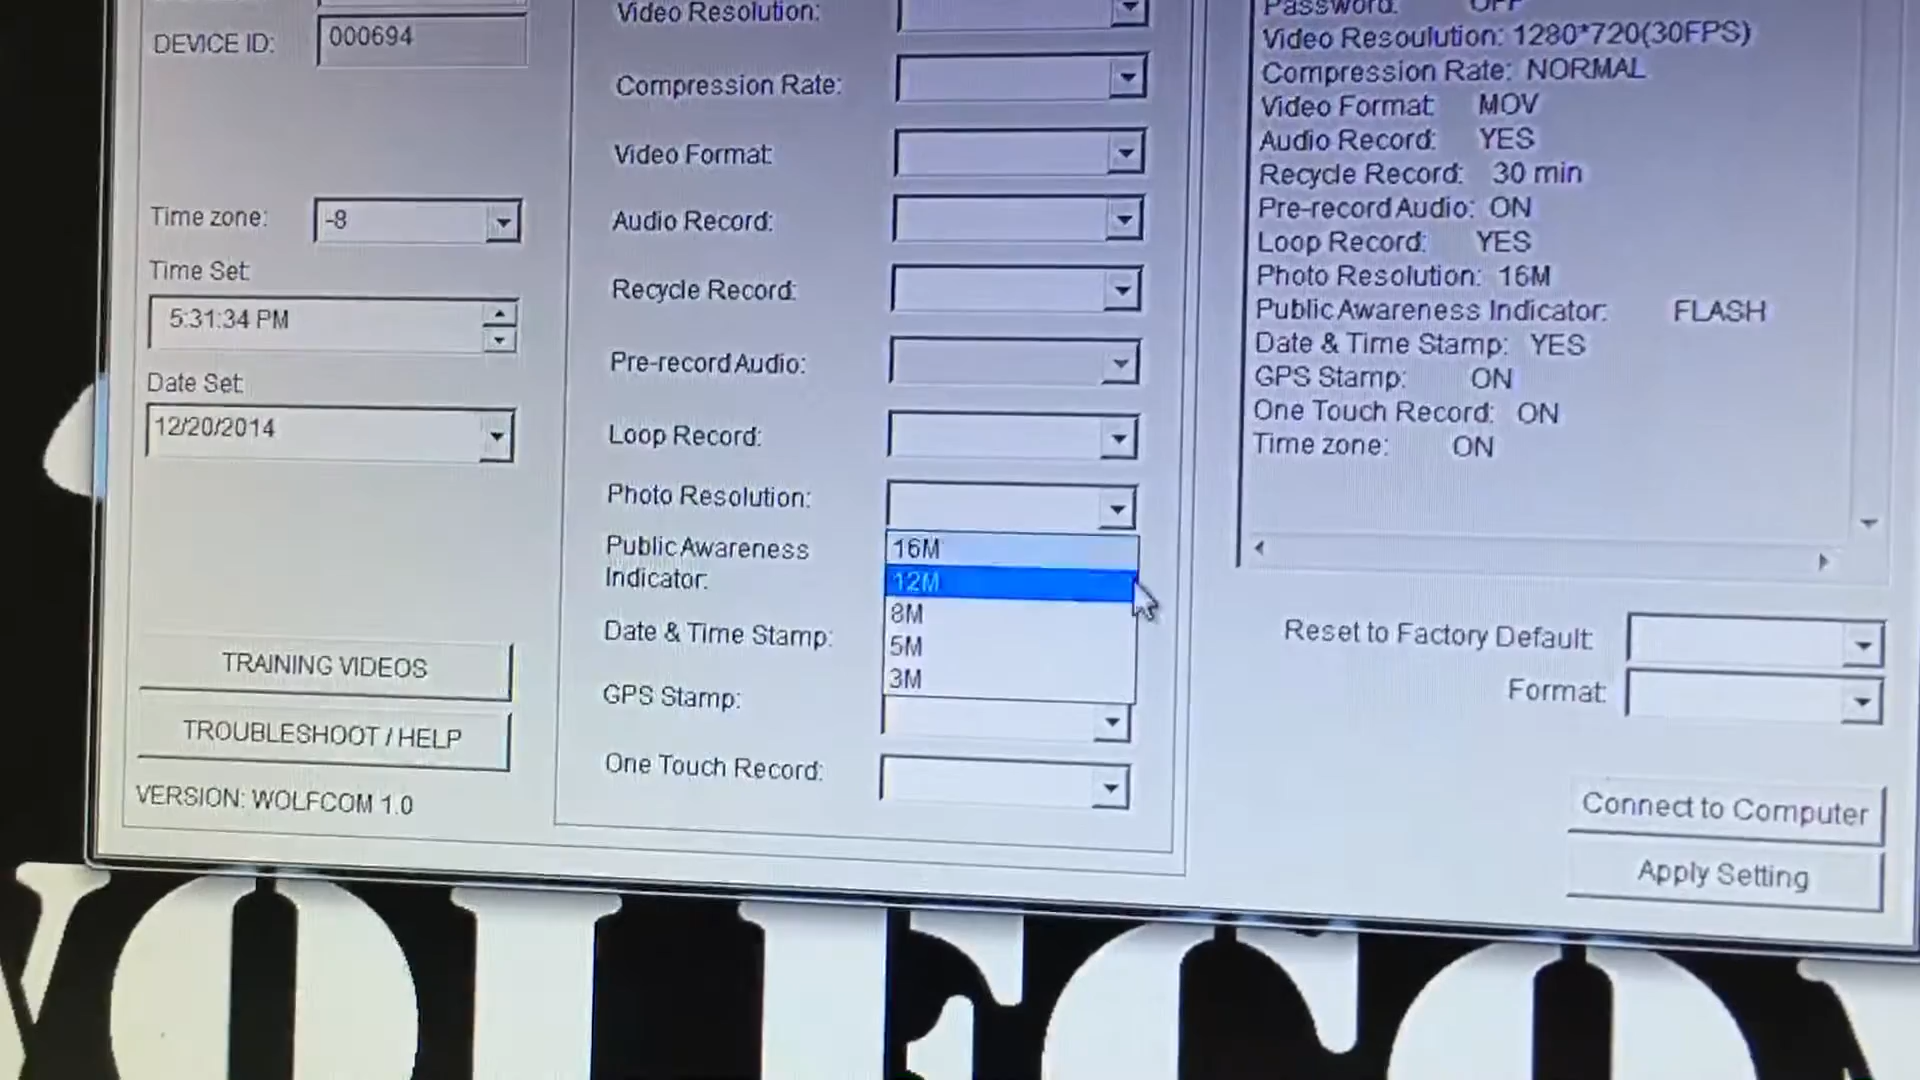 DEVICE ID: 000694
Time zone: -8
Time Set:
5:31:34 PM
Date Set:
12/20/2014
TRAINING VIDEOS
TROUBLESHOOT / HELP
VERSION: WOLFCOM 1.0
Video Resolution:
Compression Rate:
Video Format:
Audio Record:
Recycle Record:
Pre-record Audio:
Loop Record:
Photo Resolution:
16M
12M
8M
5M
3M
Public Awareness
Indicator:
Date & Time Stamp:
GPS Stamp:
One Touch Record:
Password: OFF
Video Resoulution: 1280*720(30FPS)
Compression Rate: NORMAL
Video Format: MOV
Audio Record: YES
Recycle Record: 30 min
Pre-record Audio: ON
Loop Record: YES
Photo Resolution: 16M
Public Awareness Indicator: FLASH
Date & Time Stamp: YES
GPS Stamp: ON
One Touch Record: ON
Time zone: ON
Reset to Factory Default:
Format:
Connect to Computer
Apply Setting